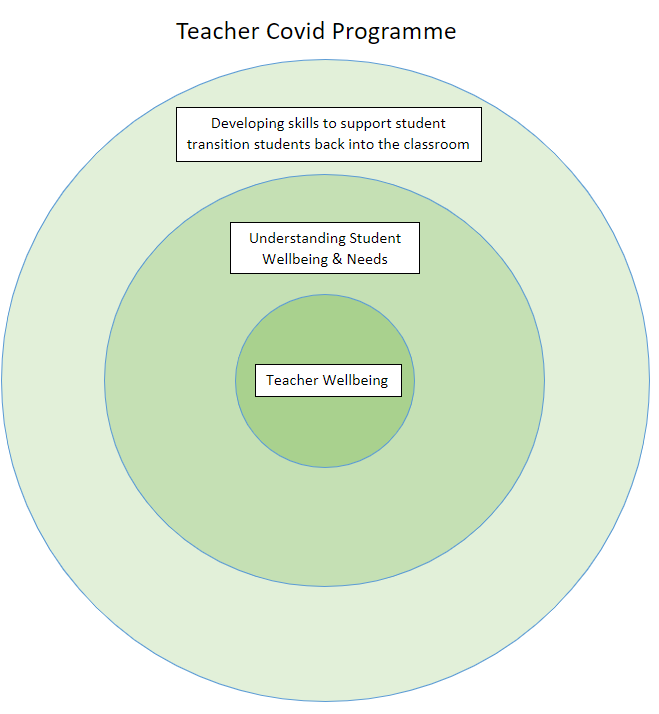 Teacher Covid Programme
Developing skills to support student
transition students back into the classroom
Understanding Student
Wellbeing & Needs
Teacher Wellbeing